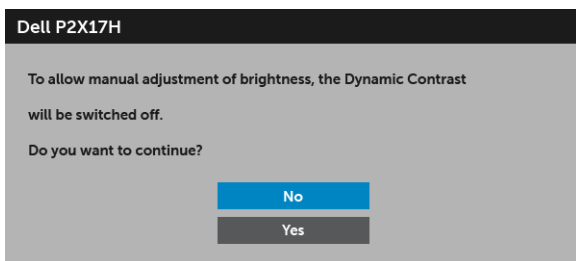 Dell P2X17H
To allow manual adjustment of brightness, the Dynamic Contrast
will be switched off.
Do you want to continue?
No
Yes